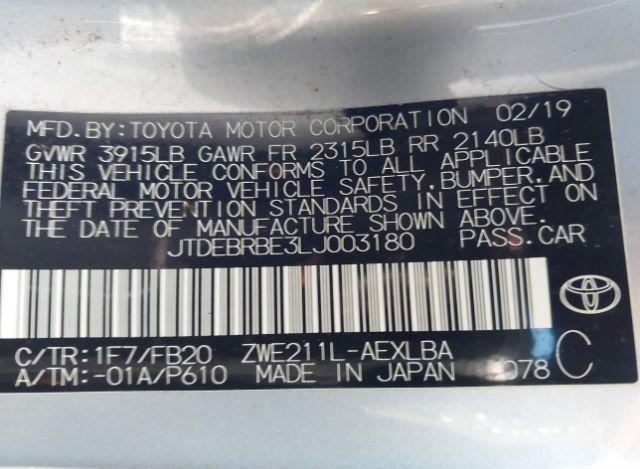 MFD.BY:TOYOTA MOTOR CORPORATION 02/19
GVWR 3915LB GAWR FR 2315LB RR 2140LB
THIS VEHICLE CONFORMS TO ALL APPLICABLE
FEDERAL MOTOR VEHICLE SAFETY,BUMPER,AND
THEFT PREVENTION STANDARDS IN EFFECT ON
THE DATE OF MANUFACTURE SHOWN ABOVE.
JTDEBRBE3LJ003180 PASS.CAR
C/TR:1F7/FB20 ZWE211L-AEXLBA C
A/TM:-01A/P610 MADE IN JAPAN 078